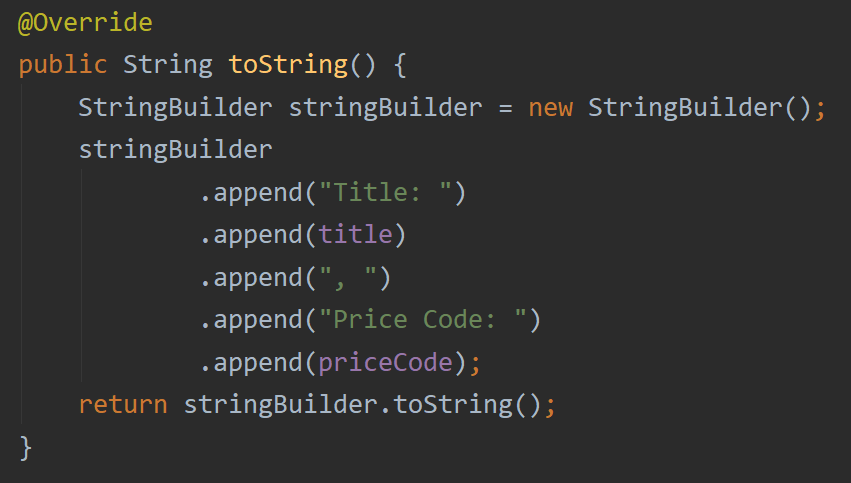 @Override
public String toString() {
    StringBuilder stringBuilder = new StringBuilder();
    stringBuilder
            .append("Title: ")
            .append(title)
            .append(", ")
            .append("Price Code: ")
            .append(priceCode);
    return stringBuilder.toString();
}